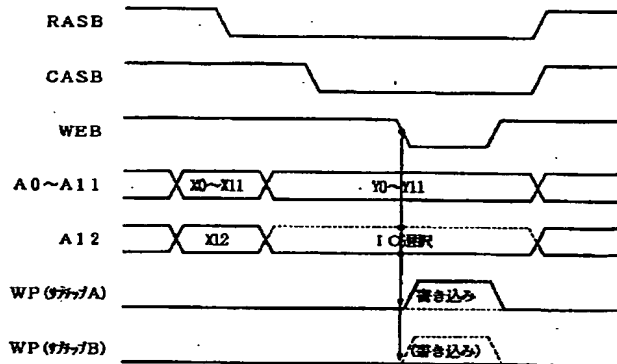 RASB
CASB
WEB
A0〜A11 X0〜X11 Y0〜Y11
A12 X12 IC選択
WP(サブチップA) 書き込み
WP(サブチップB) (書き込み)